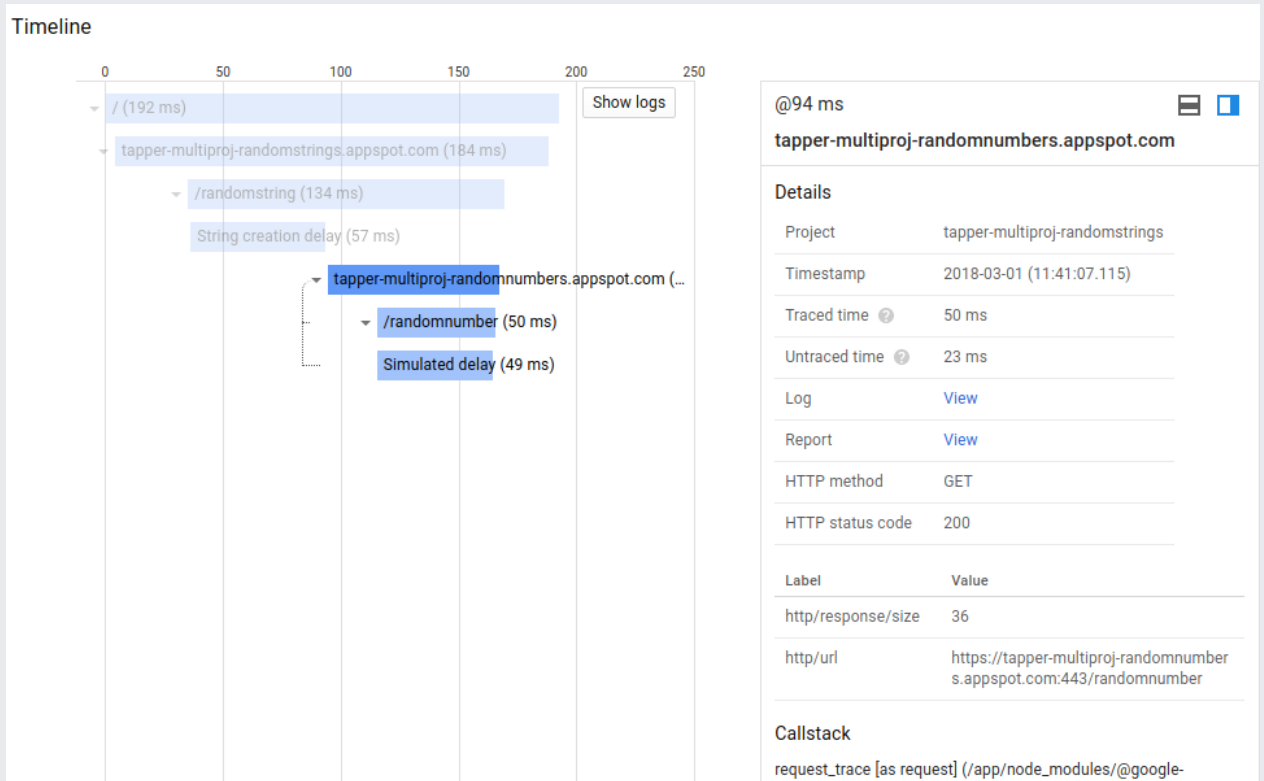 Timeline
0 50 100 150 200 250
Show logs
/ (192 ms)
tapper-multiproj-randomstrings.appspot.com (184 ms)
/randomstring (134 ms)
String creation delay (57 ms)
tapper-multiproj-randomnumbers.appspot.com (...
/randomnumber (50 ms)
Simulated delay (49 ms)
@94 ms
tapper-multiproj-randomnumbers.appspot.com
Details
Project tapper-multiproj-randomstrings
Timestamp 2018-03-01 (11:41:07.115)
Traced time ? 50 ms
Untraced time ? 23 ms
Log View
Report View
HTTP method GET
HTTP status code 200
Label Value
http/response/size 36
http/url https://tapper-multiproj-randomnumber
s.appspot.com:443/randomnumber
Callstack
request_trace [as request] (/app/node_modules/@google-